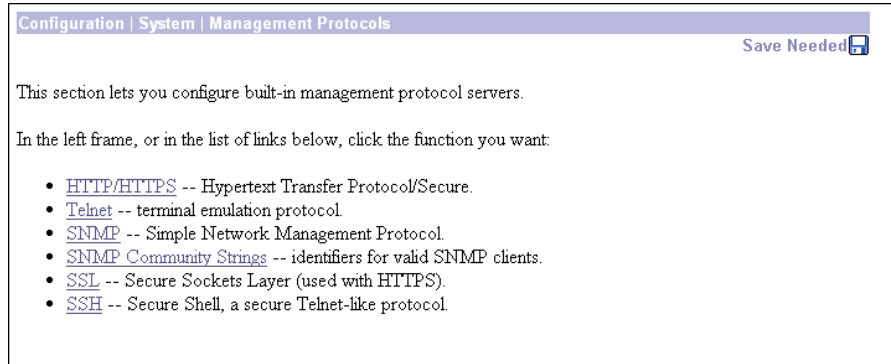 Configuration | System | Management Protocols
Save Needed
This section lets you configure built-in management protocol servers.
In the left frame, or in the list of links below, click the function you want:
• HTTP/HTTPS -- Hypertext Transfer Protocol/Secure.
• Telnet -- terminal emulation protocol.
• SNMP -- Simple Network Management Protocol.
• SNMP Community Strings -- identifiers for valid SNMP clients.
• SSL -- Secure Sockets Layer (used with HTTPS).
• SSH -- Secure Shell, a secure Telnet-like protocol.